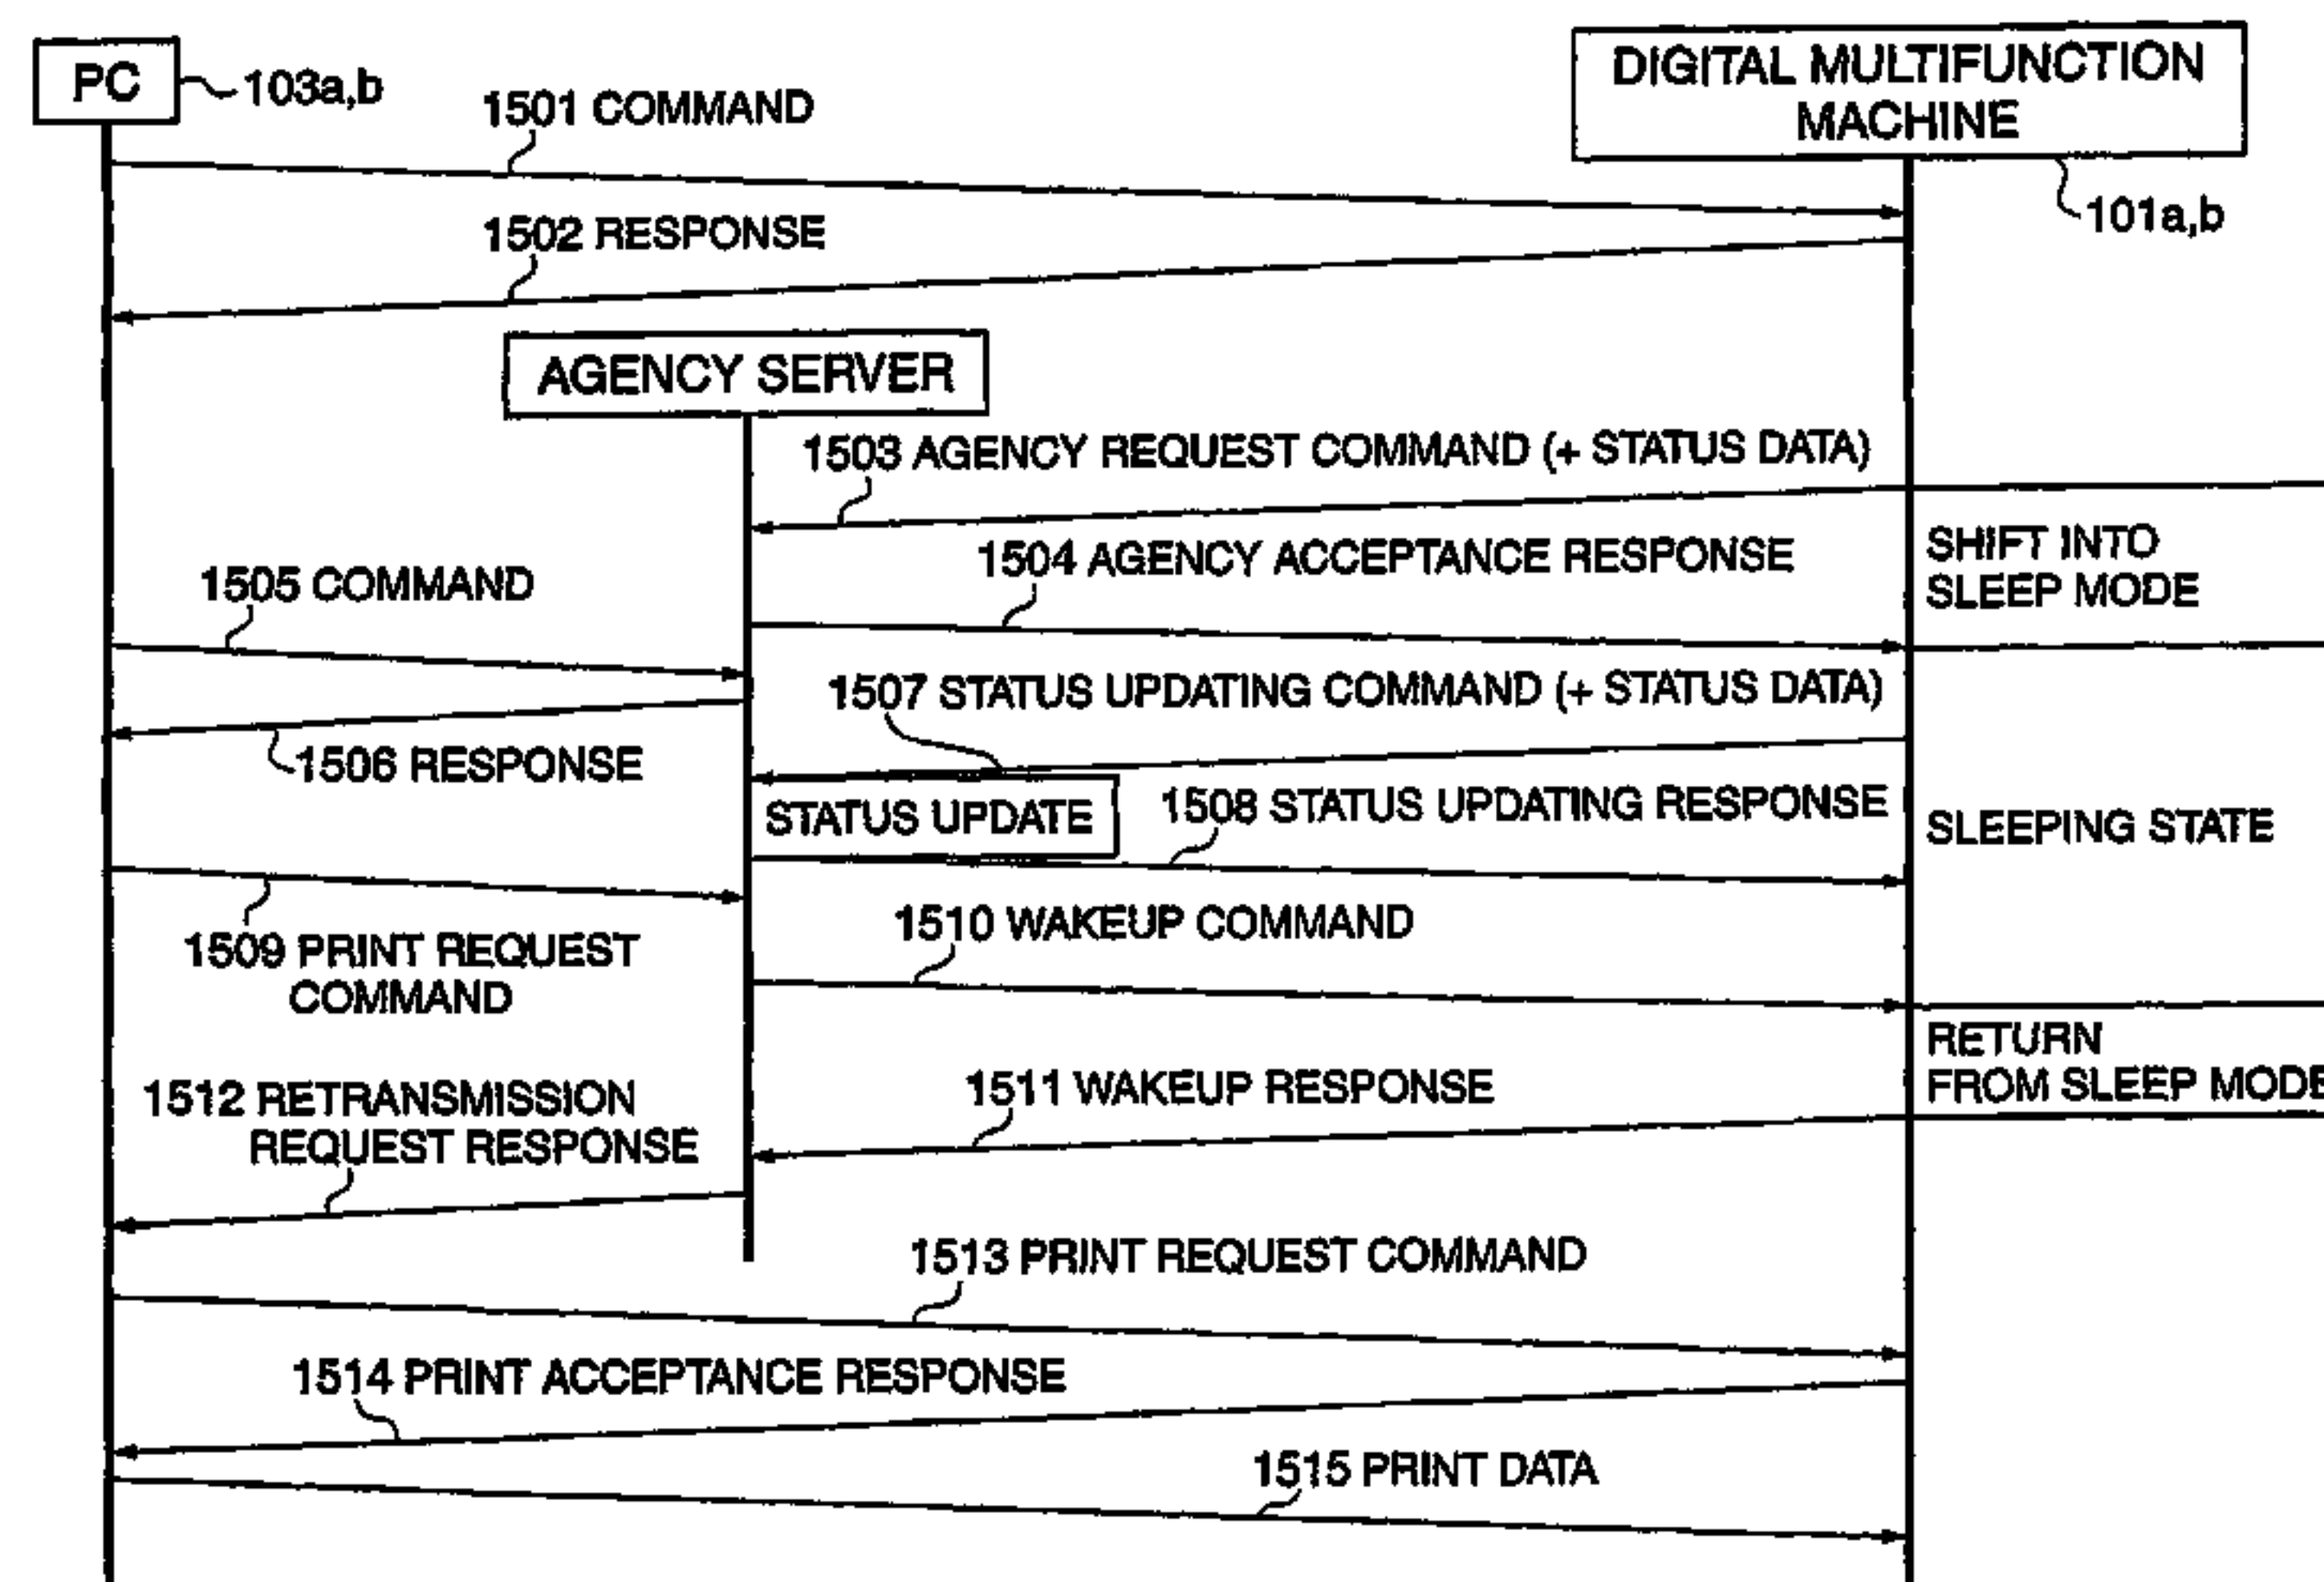 PC
103a,b
DIGITAL MULTIFUNCTION
MACHINE
101a,b
1501 COMMAND
1502 RESPONSE
AGENCY SERVER
1503 AGENCY REQUEST COMMAND (+ STATUS DATA)
1504 AGENCY ACCEPTANCE RESPONSE
SHIFT INTO
SLEEP MODE
1505 COMMAND
1507 STATUS UPDATING COMMAND (+ STATUS DATA)
1506 RESPONSE
STATUS UPDATE
1508 STATUS UPDATING RESPONSE
SLEEPING STATE
1509 PRINT REQUEST
COMMAND
1510 WAKEUP COMMAND
RETURN
FROM SLEEP MODE
1512 RETRANSMISSION
REQUEST RESPONSE
1511 WAKEUP RESPONSE
1513 PRINT REQUEST COMMAND
1514 PRINT ACCEPTANCE RESPONSE
1515 PRINT DATA